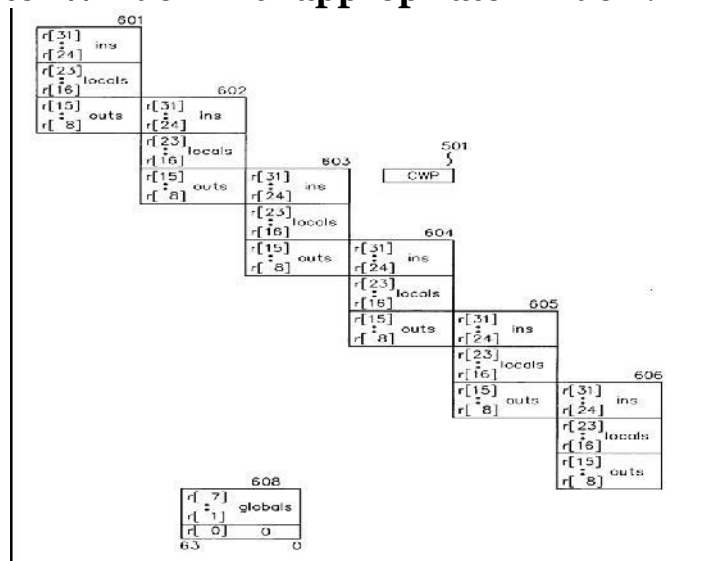 appropriate
601
r[31]
: ins
r[24]
r[23]
: locals
r[16]
r[15]
: outs
r[ 8]
602
r[31]
: ins
r[24]
r[23]
: locals
r[16]
r[15]
: outs
r[ 8]
603
r[31]
: ins
r[24]
r[23]
: locals
r[16]
r[15]
: outs
r[ 8]
501
CWP
604
r[31]
: ins
r[24]
r[23]
: locals
r[16]
r[15]
: outs
r[ 8]
605
r[31]
: ins
r[24]
r[23]
: locals
r[16]
r[15]
: outs
r[ 8]
606
r[31]
: ins
r[24]
r[23]
: locals
r[16]
r[15]
: outs
r[ 8]
608
r[ 7]
: globals
r[ 1]
r[ 0] 0
63 0